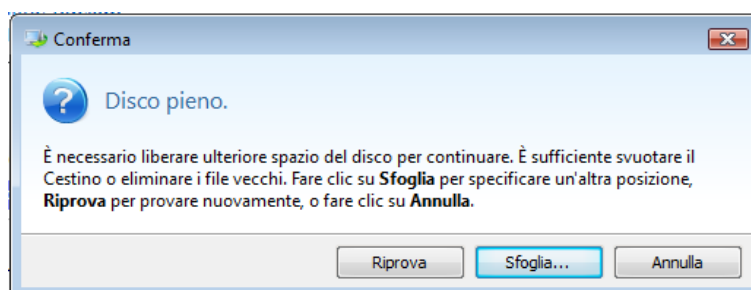 Conferma
Disco pieno.
È necessario liberare ulteriore spazio del disco per continuare. È sufficiente svuotare il
Cestino o eliminare i file vecchi. Fare clic su Sfoglia per specificare un'altra posizione,
Riprova per provare nuovamente, o fare clic su Annulla.
Riprova Sfoglia... Annulla